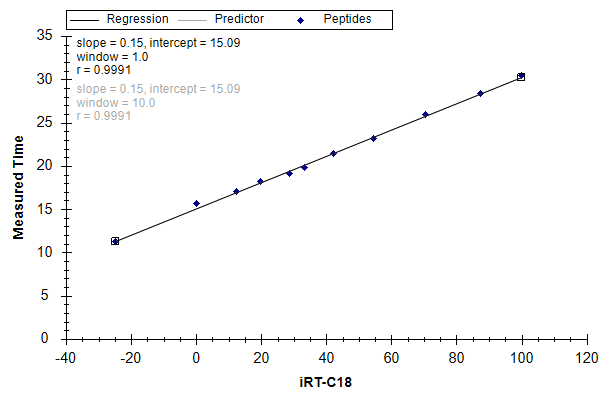 Regression Predictor Peptides
slope = 0.15, intercept = 15.09
window = 1.0
r = 0.9991
slope = 0.15, intercept = 15.09
window = 10.0
r = 0.9991
35
30
25
20
15
10
5
0
Measured Time
-40 -20 0 20 40 60 80 100 120
iRT-C18